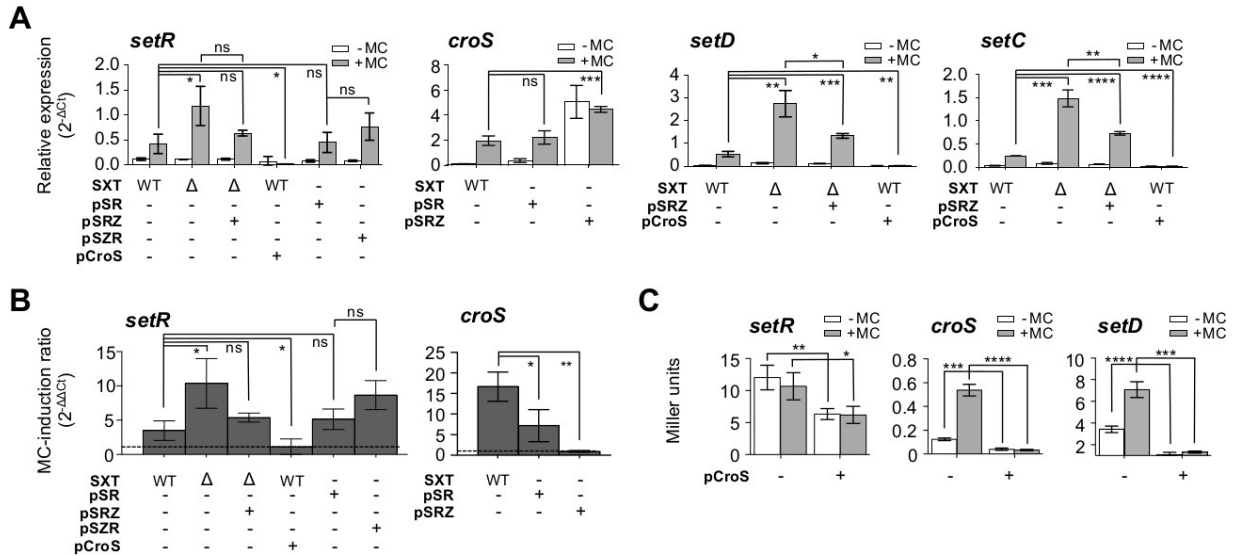 A
setR
- MC
+MC
ns
* ns * ns
ns
Relative expression
(2-ΔCt)
2.0
1.5
1.0
0.5
0.0
SXT WT Δ Δ WT - -
pSR - - - - + -
pSRZ - - + - - -
pSZR - - - - - +
pCroS - - - + - -
croS
- MC
+MC
ns ***
8
6
4
2
0
SXT WT - -
pSR - + -
pSRZ - - +
setD
- MC
+MC
*
** *** **
4
3
2
1
0
SXT WT Δ Δ WT
pSRZ - - + -
pCroS - - - +
setC
- MC
+MC
**
*** **** ****
2.0
1.5
1.0
0.5
0.0
SXT WT Δ Δ WT
pSRZ - - + -
pCroS - - - +
B
setR
ns
* ns * ns
MC-induction ratio
(2-ΔΔCt)
15
10
5
0
SXT WT Δ Δ WT - -
pSR - - - - + -
pSRZ - - + - - -
pSZR - - - - - +
pCroS - - - + - -
croS
* **
25
20
15
10
5
0
SXT WT - -
pSR - + -
pSRZ - - +
C
setR
- MC
+MC
** *
Miller units
15
10
5
0
pCroS - +
croS
- MC
+MC
*** ****
0.8
0.6
0.4
0.2
0
- +
setD
- MC
+MC
**** ***
10
8
6
4
2
- +